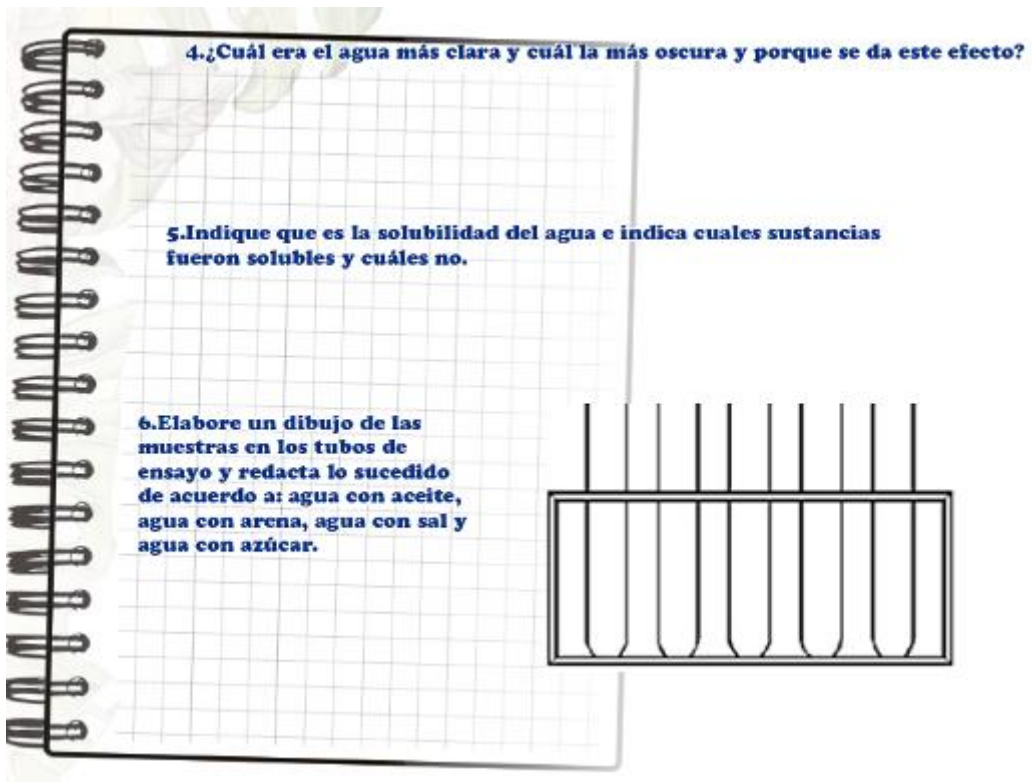 4.¿Cuál era el agua más clara y cuál la más oscura y porque se da este efecto?
5.Indique que es la solubilidad del agua e indica cuales sustancias
fueron solubles y cuáles no.
6.Elabore un dibujo de las
muestras en los tubos de
ensayo y redacta lo sucedido
de acuerdo a: agua con aceite,
agua con arena, agua con sal y
agua con azúcar.